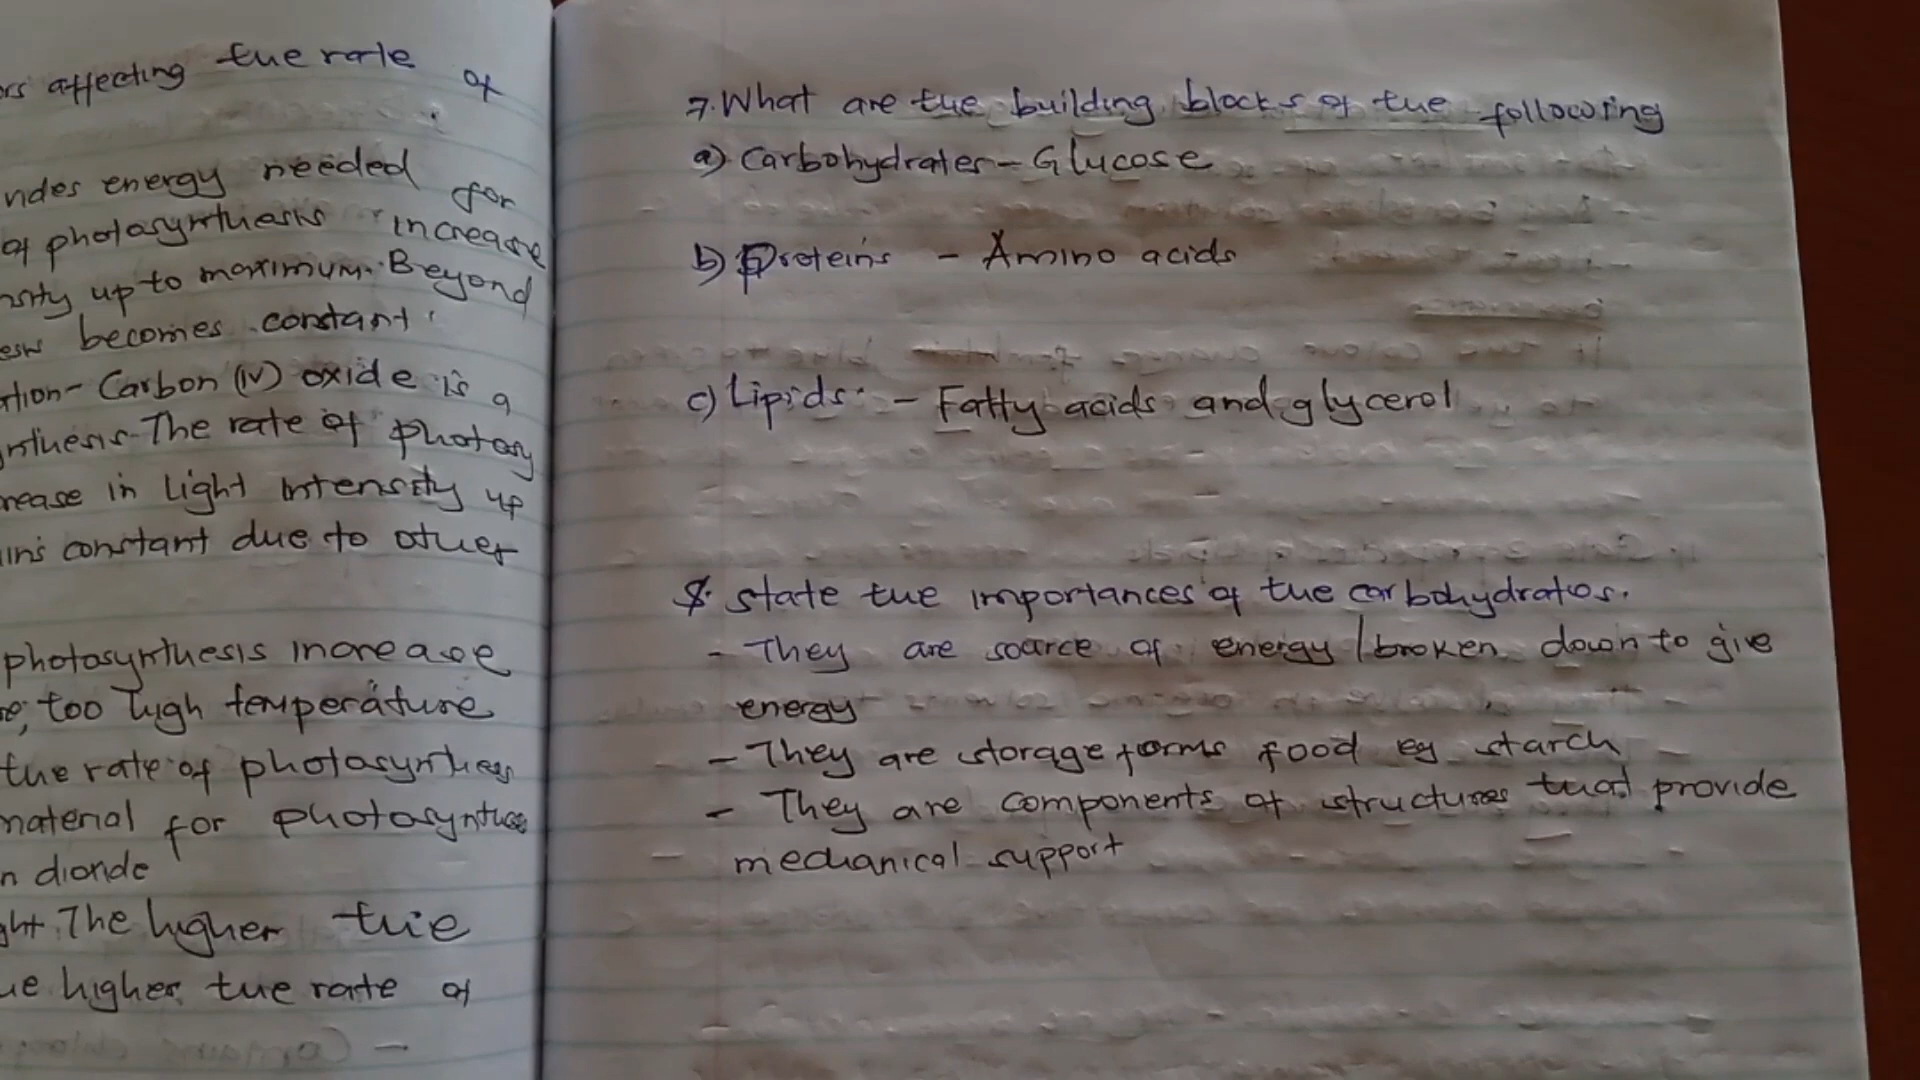 affecting the rate of
needed for
energy
of photosynthesis increase
up to maximum. Beyond
becomes constant
Carbon (iv) oxide is a
The rate of photosy
in light intensity up
constant due to other
photosynthesis increase
too high temperature
the rate of photosynthesis
for photosynthesis
The higher the
higher the rate of
7. What are the building blocks of the following
a) Carbohydrates - Glucose
b) Proteins - Amino acids
c) Lipids - Fatty acids and glycerol
8. State the importances of the carbohydrates.
- They are source of energy / broken down to give
energy
- They are storage forms food eg starch
- They are components of structures that provide
mechanical support